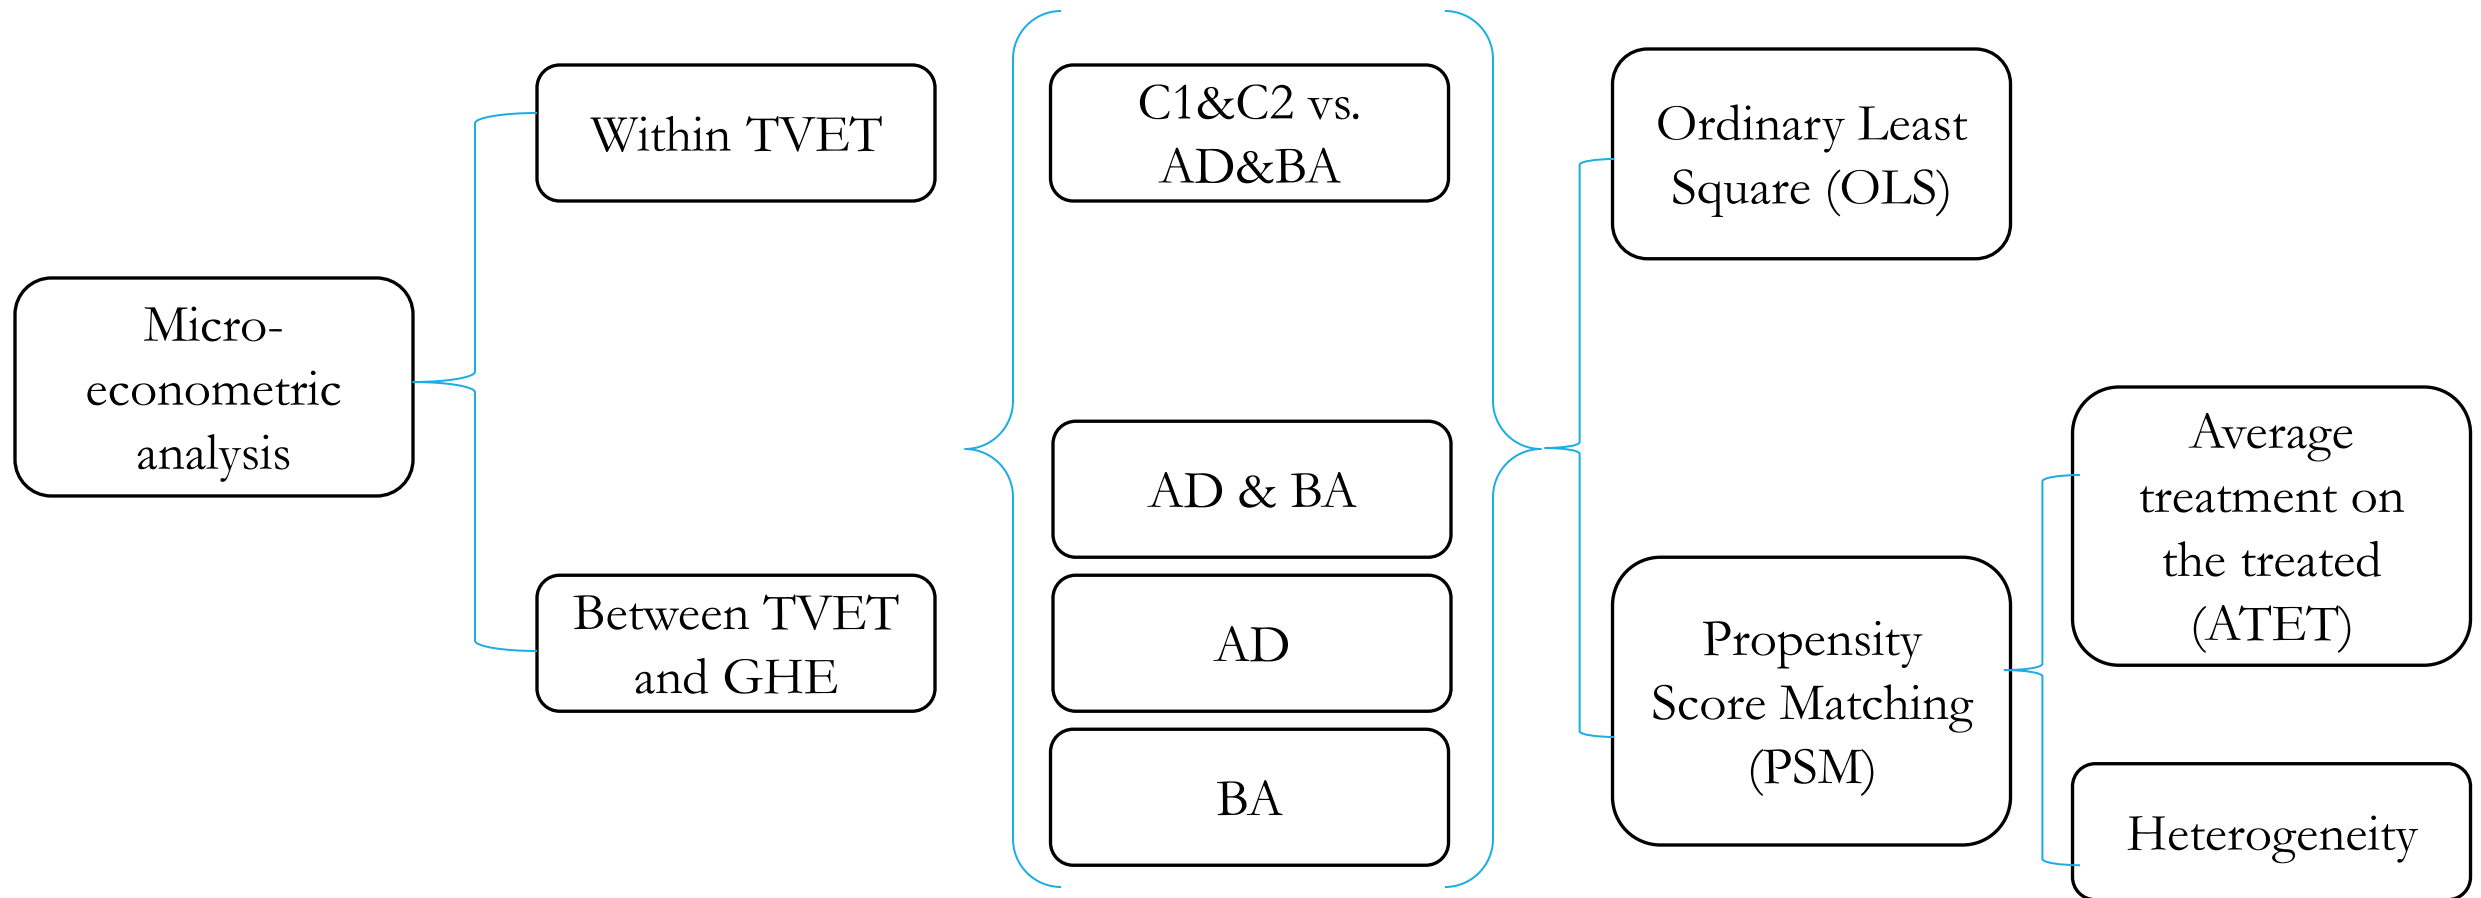 Micro-
econometric
analysis
Within TVET
Between TVET
and GHE
C1&C2 vs.
AD&BA
AD & BA
AD
BA
Ordinary Least
Square (OLS)
Propensity
Score Matching
(PSM)
Average
treatment on
the treated
(ATET)
Heterogeneity